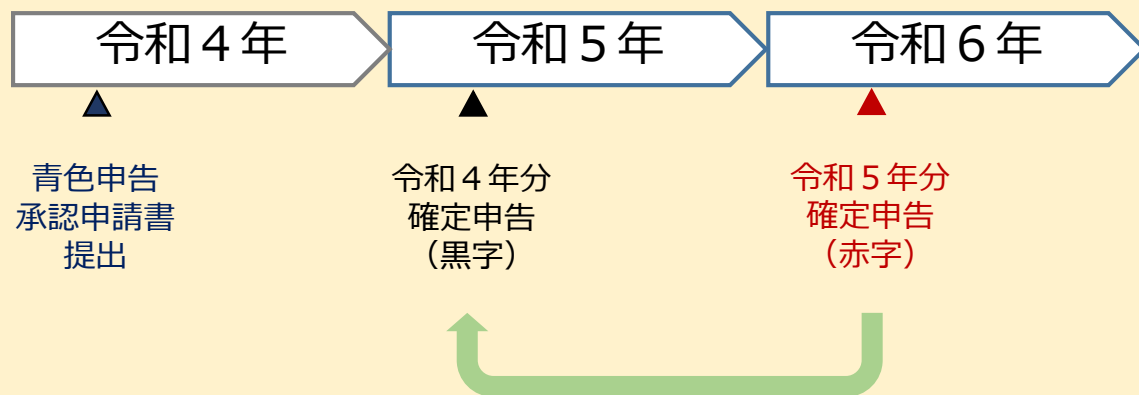 令和４年
令和５年
令和６年
青色申告
承認申請書
提出
令和４年分
確定申告
（黒字）
令和５年分
確定申告
（赤字）